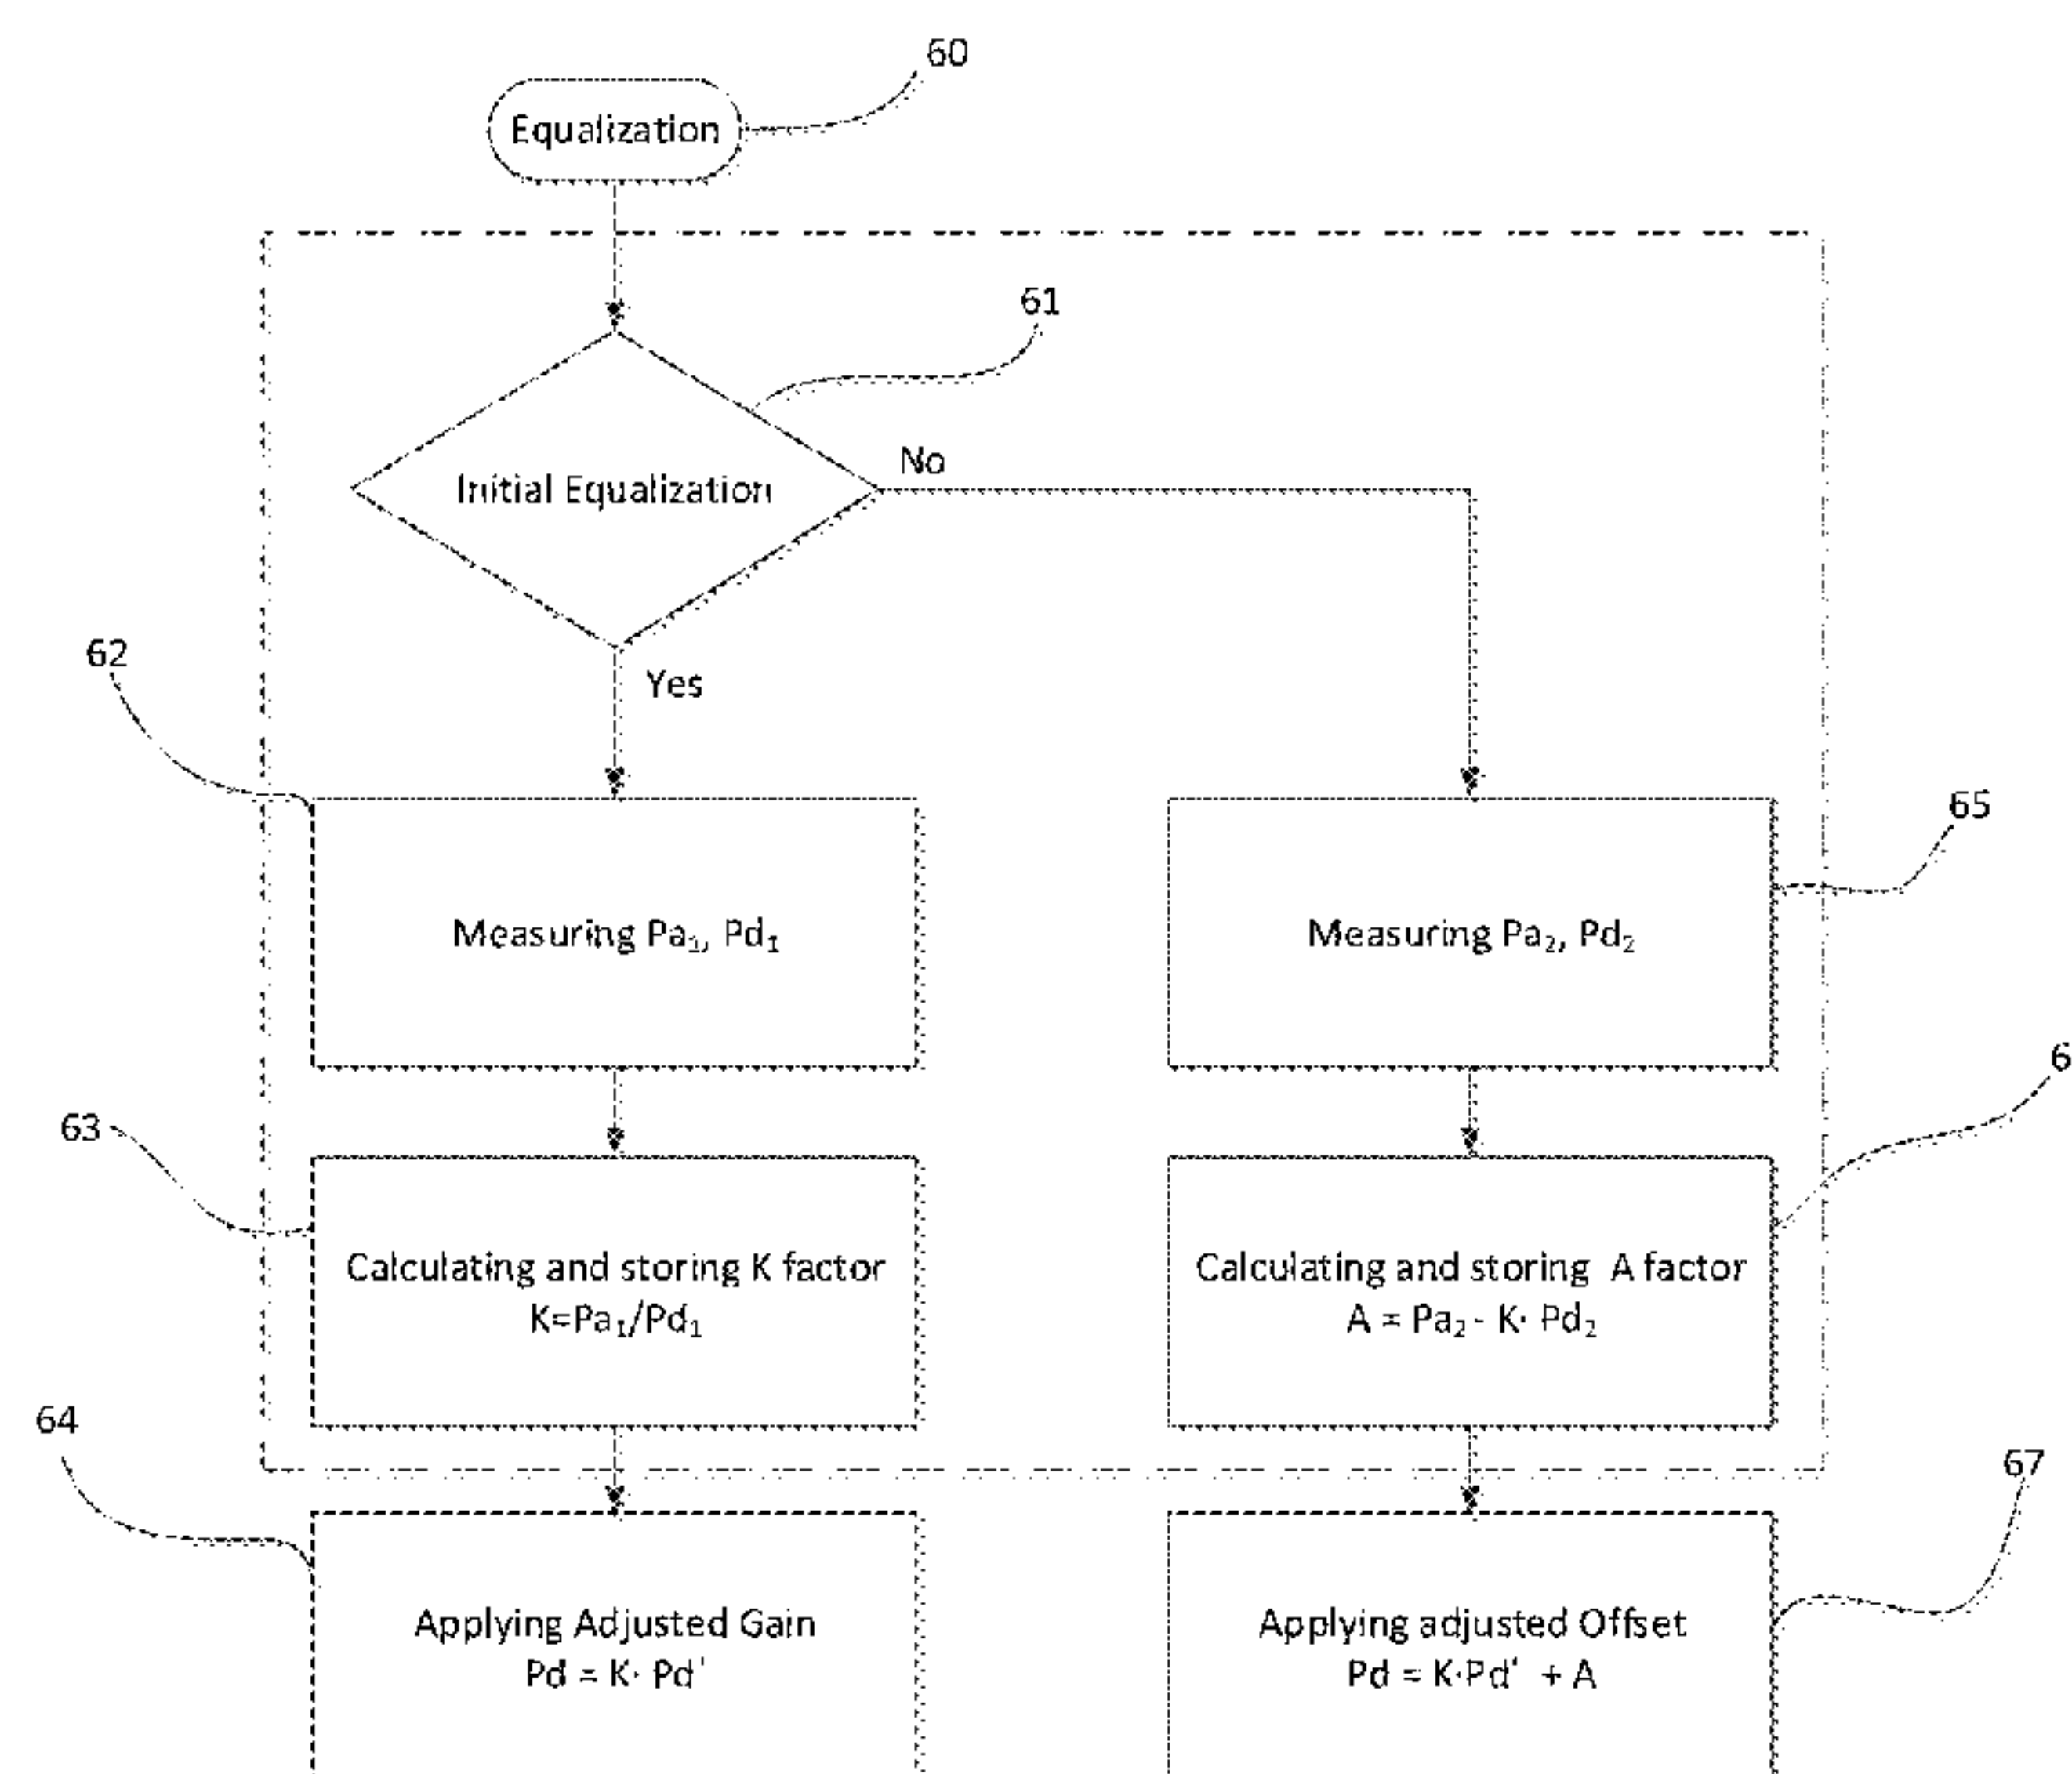 60
Equalization
61
Initial Equalization
No
Yes
62
65
Measuring Pa₁, Pd₁
Measuring Pa₂, Pd₂
63
6
Calculating and storing K factor
K=Pa₁/Pd₁
Calculating and storing A factor
A = Pa₂ - K· Pd₂
64
67
Applying Adjusted Gain
Pd = K· Pd'
Applying adjusted Offset
Pd = K·Pd' + A